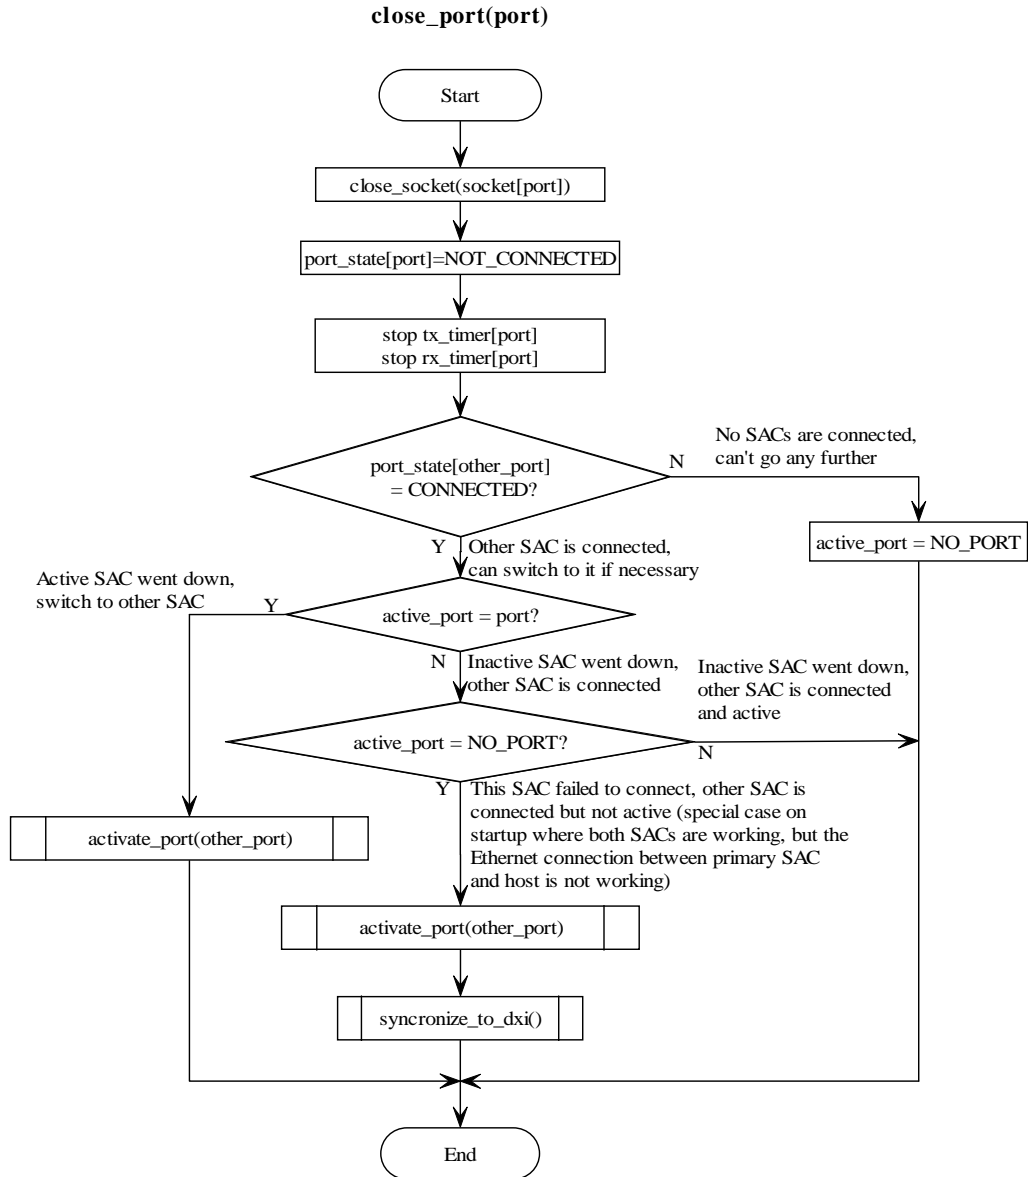 close_port(port)
Start
close_socket(socket[port])
port_state[port]=NOT_CONNECTED
stop tx_timer[port]
stop rx_timer[port]
port_state[other_port]
= CONNECTED?
N
No SACs are connected,
can't go any further
active_port = NO_PORT
Y
Other SAC is connected,
can switch to it if necessary
Active SAC went down,
switch to other SAC
Y
active_port = port?
N
Inactive SAC went down,
other SAC is connected
Inactive SAC went down,
other SAC is connected
and active
active_port = NO_PORT?
N
Y
This SAC failed to connect, other SAC is
connected but not active (special case on
startup where both SACs are working, but the
Ethernet connection between primary SAC
and host is not working)
activate_port(other_port)
activate_port(other_port)
syncronize_to_dxi()
End